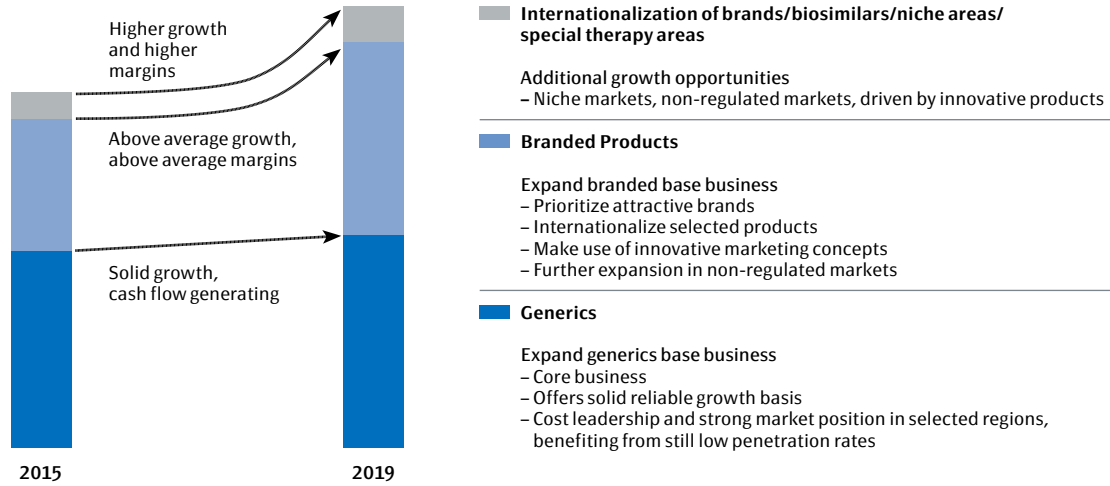 Higher growth
and higher
margins
Above average growth,
above average margins
Solid growth,
cash flow generating
2015
2019
Internationalization of brands/biosimilars/niche areas/
special therapy areas
Additional growth opportunities
– Niche markets, non-regulated markets, driven by innovative products
Branded Products
Expand branded base business
– Prioritize attractive brands
– Internationalize selected products
– Make use of innovative marketing concepts
– Further expansion in non-regulated markets
Generics
Expand generics base business
– Core business
– Offers solid reliable growth basis
– Cost leadership and strong market position in selected regions,
benefiting from still low penetration rates